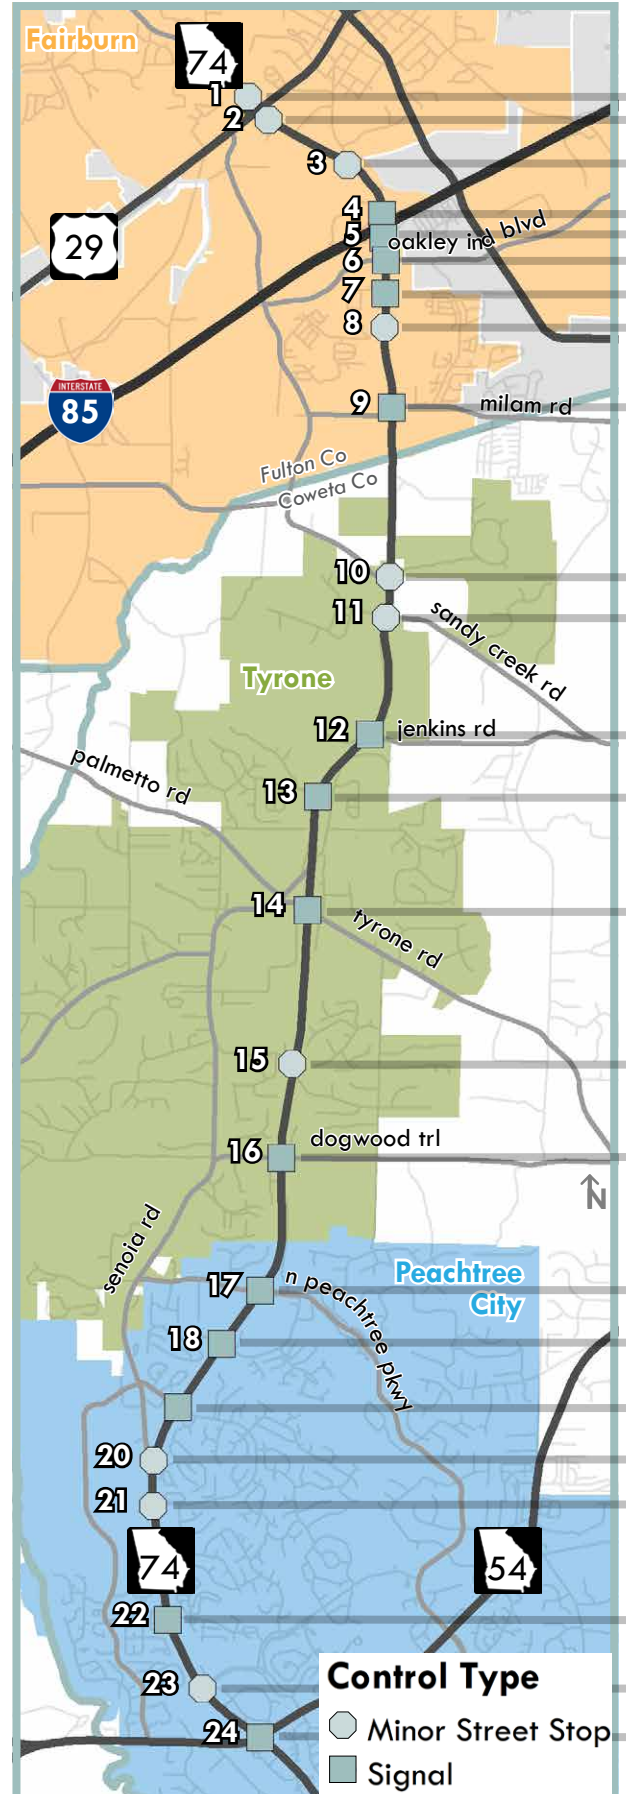 Fairburn
74
1
2
3
29
4
5
oakley ind blvd
6
7
8
INTERSTATE
85
9
milam rd
Fulton Co
Coweta Co
10
11
sandy creek rd
Tyrone
12
jenkins rd
palmetto rd
13
14
tyrone rd
15
16
dogwood trl
N
senoia rd
17
n peachtree pkwy
Peachtree
City
18
20
21
74
54
22
23
24
Control Type
Minor Street Stop
Signal